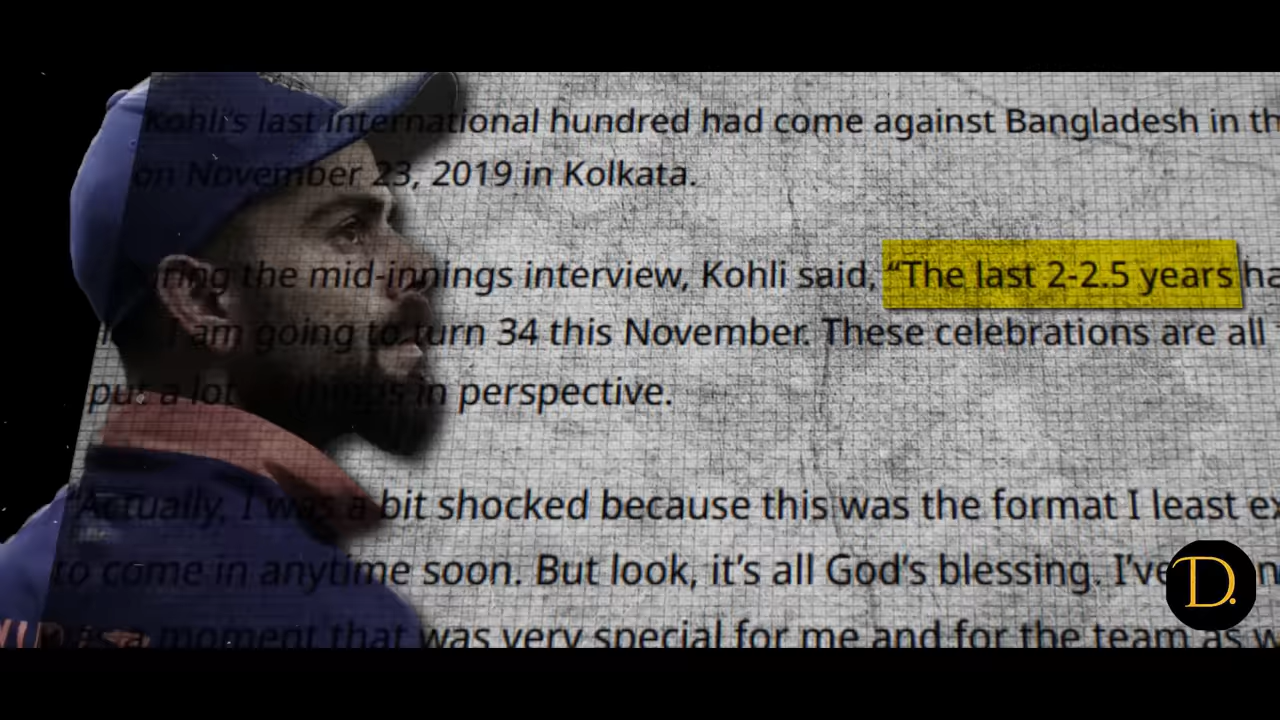 Kohli's last international hundred had come against Bangladesh in th
on November 23, 2019 in Kolkata.
uring the mid-innings interview, Kohli said, “The last 2-2.5 years ha
I am going to turn 34 this November. These celebrations are all
put a lot things in perspective.
“Actually, I was a bit shocked because this was the format I least ex
to come in anytime soon. But look, it’s all God’s blessing. I’ve
as a moment that was very special for me and for the team as w
D.